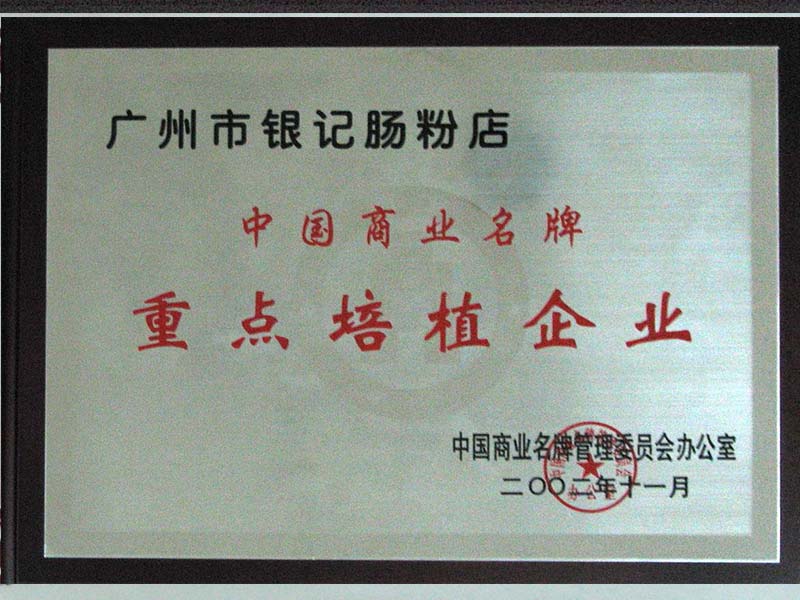 广州市银记肠粉店
中国商业名牌
重点培植企业
中国商业名牌管理委员会办公室
二〇〇二年十一月